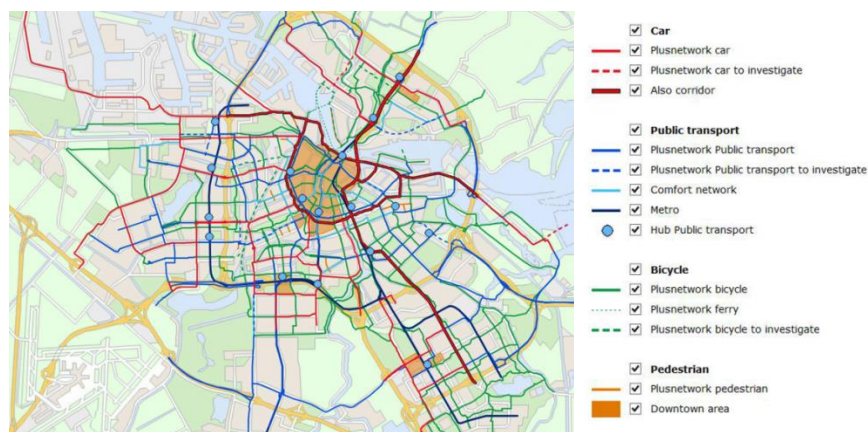 Car
Plusnetwork car
Plusnetwork car to investigate
Also corridor
Public transport
Plusnetwork Public transport
Plusnetwork Public transport to investigate
Comfort network
Metro
Hub Public transport
Bicycle
Plusnetwork bicycle
Plusnetwork ferry
Plusnetwork bicycle to investigate
Pedestrian
Plusnetwork pedestrian
Downtown area